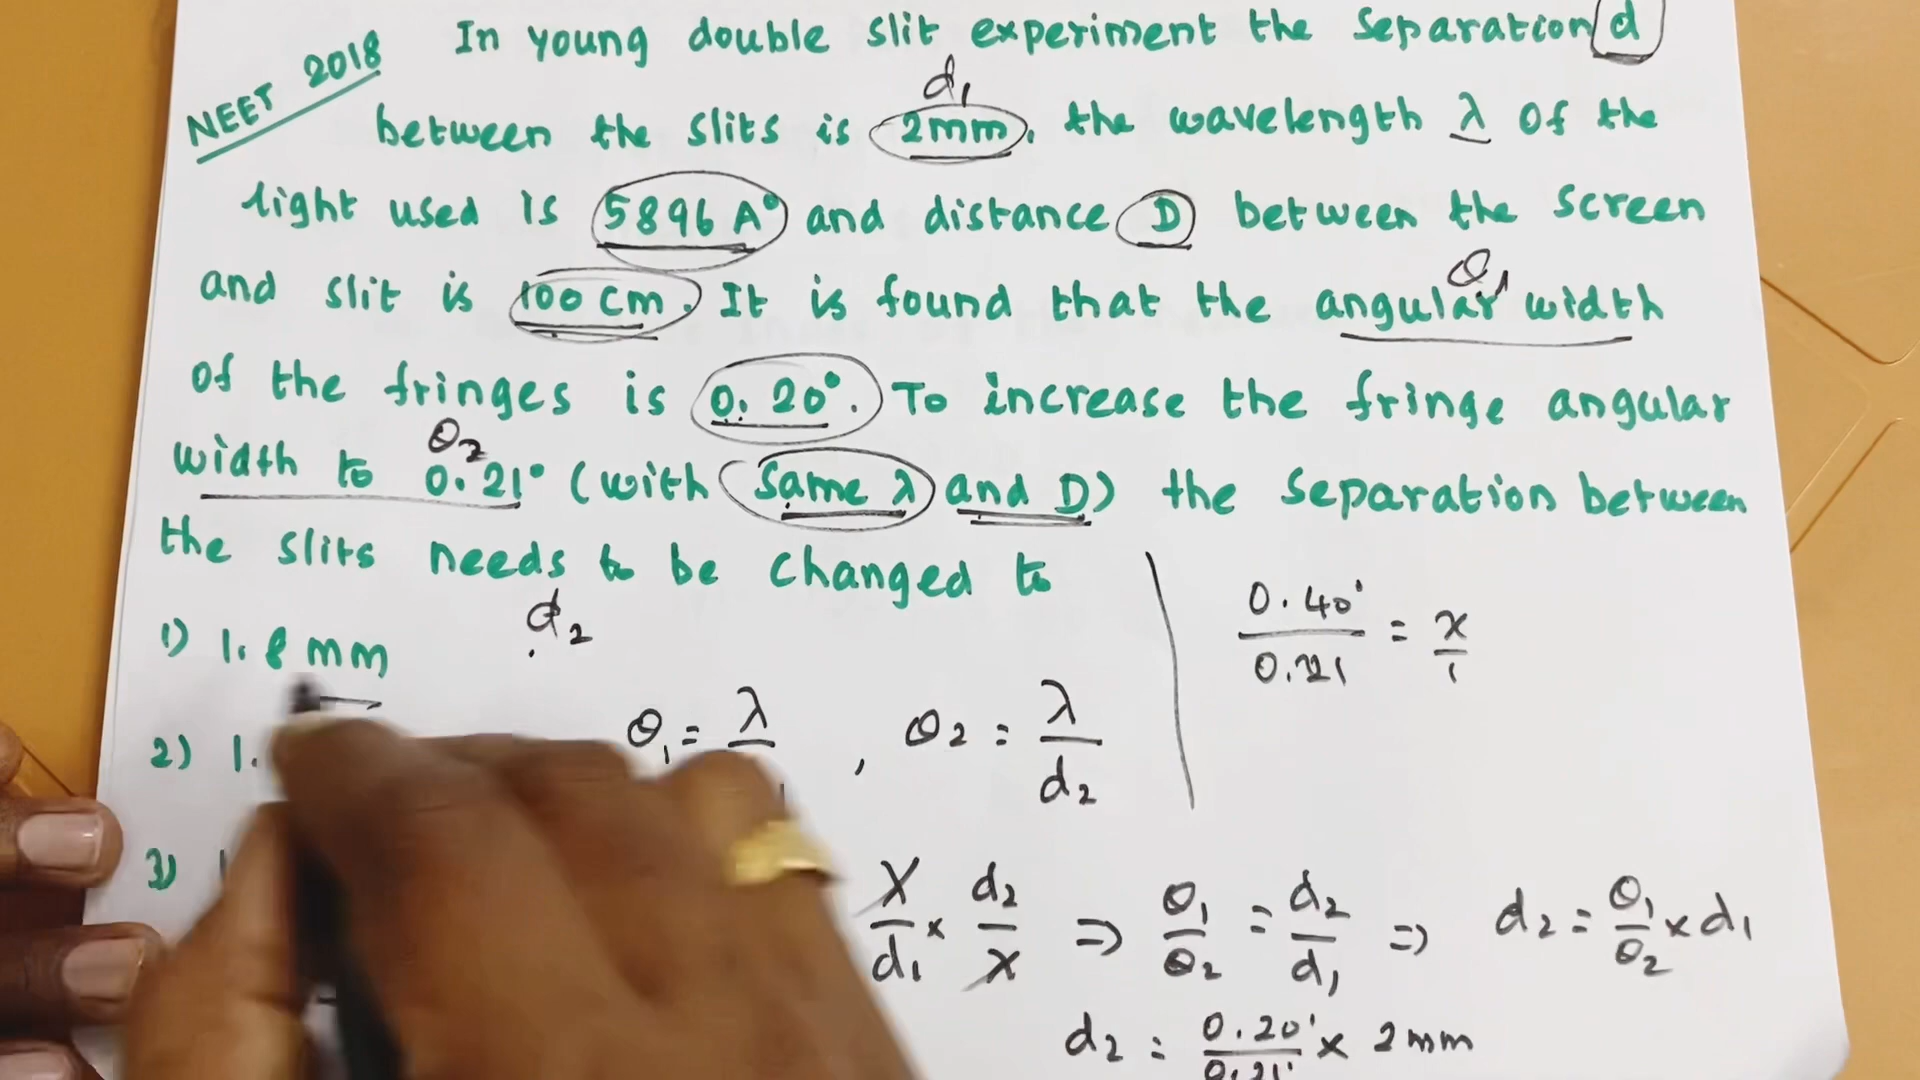 NEET 2018
In young double slit experiment the separation d
d₁
between the slits is 2mm. the wavelength λ of the
light used is 5896 A° and distance D between the screen
θ₁
and slit is 100 cm. It is found that the angular width
of the fringes is 0.20°. To increase the fringe angular
θ₂
width to 0.21° (with same λ and D) the separation between
the slits needs to be changed to
d₂
1) 1.8 mm
0.40' / 0.21 = x / 1
2) 1.
θ₁ = λ / , θ₂ = λ / d₂
3)
λ/d₁ × d₂/λ ⇒ θ₁/θ₂ = d₂/d₁ ⇒ d₂ = θ₁/θ₂ × d₁
d₂ = 0.20'/0.21' × 2 mm